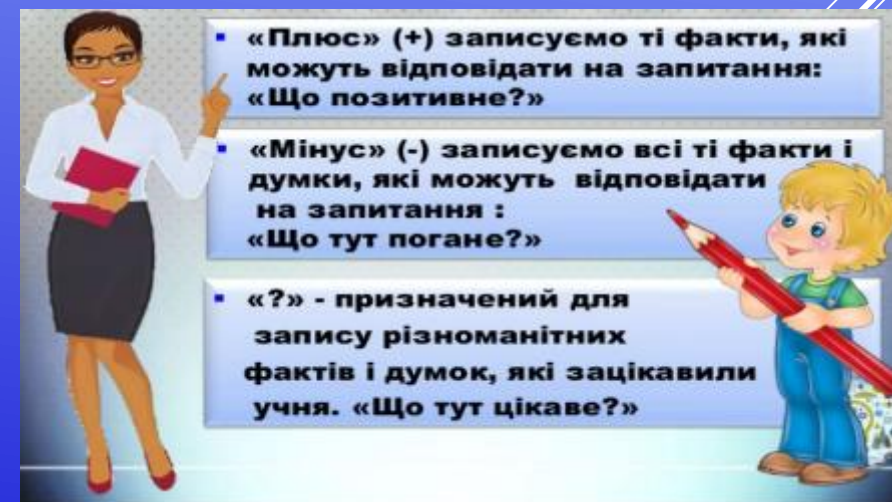 «Плюс» (+) записуємо ті факти, які
можуть відповідати на запитання:
«Що позитивне?»
«Мінус» (-) записуємо всі ті факти і
думки, які можуть відповідати
на запитання :
«Що тут погане?»
«?» - призначений для
запису різноманітних
фактів і думок, які зацікавили
учня. «Що тут цікаве?»